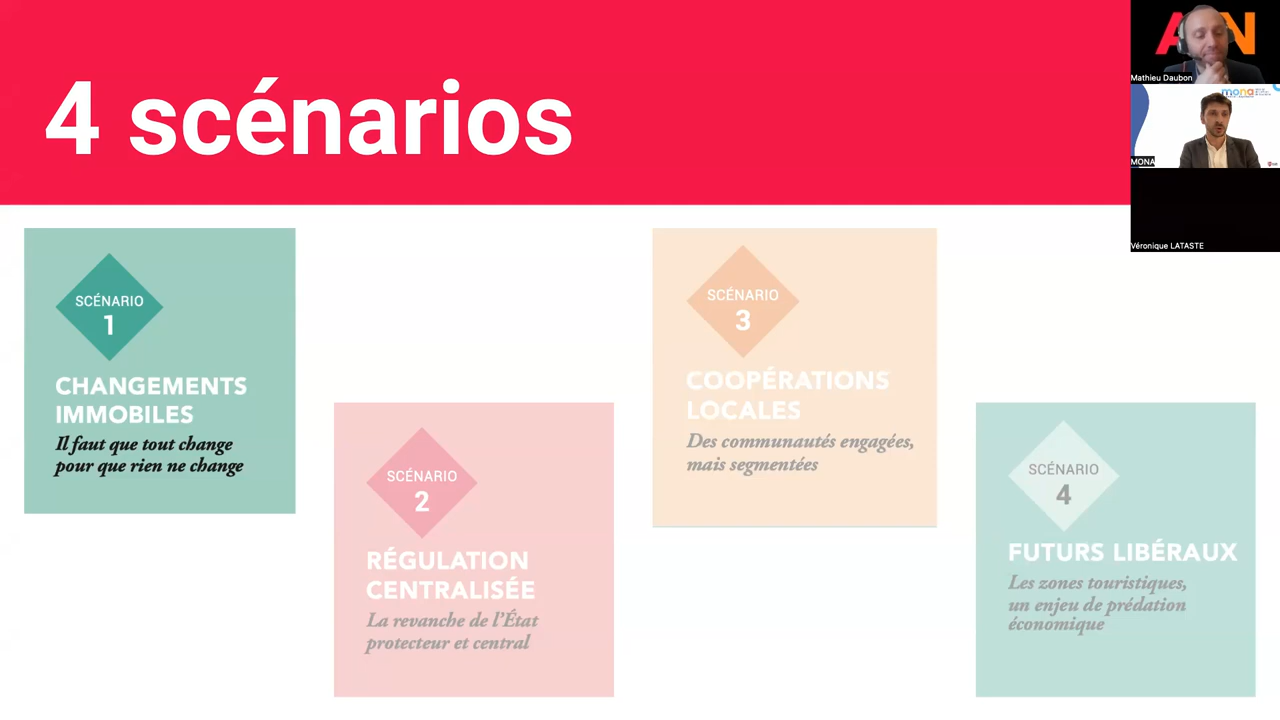 4 scénarios
SCÉNARIO
1
CHANGEMENTS
IMMOBILES
Il faut que tout change
pour que rien ne change
SCÉNARIO
2
RÉGULATION
CENTRALISÉE
La revanche de l'État
protecteur et central
SCÉNARIO
3
COOPÉRATIONS
LOCALES
Des communautés engagées,
mais segmentées
SCÉNARIO
4
FUTURS LIBÉRAUX
Les zones touristiques,
un enjeu de prédation
économique
Mathieu Daubon
mona
MONA
Véronique LATASTE